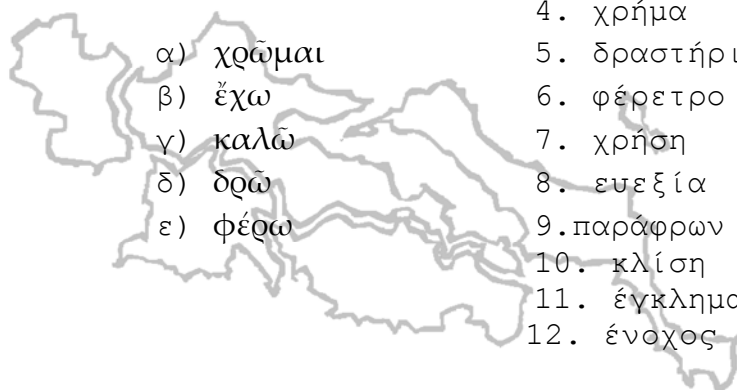 4. χρήμα
α) χρῶμαι
5. δραστήρι
β) ἔχω
6. φέρετρο
γ) καλῶ
7. χρήση
δ) δρῶ
8. ευεξία
ε) φέρω
9.παράφρων
10. κλίση
11. έγκλημα
12. ένοχος